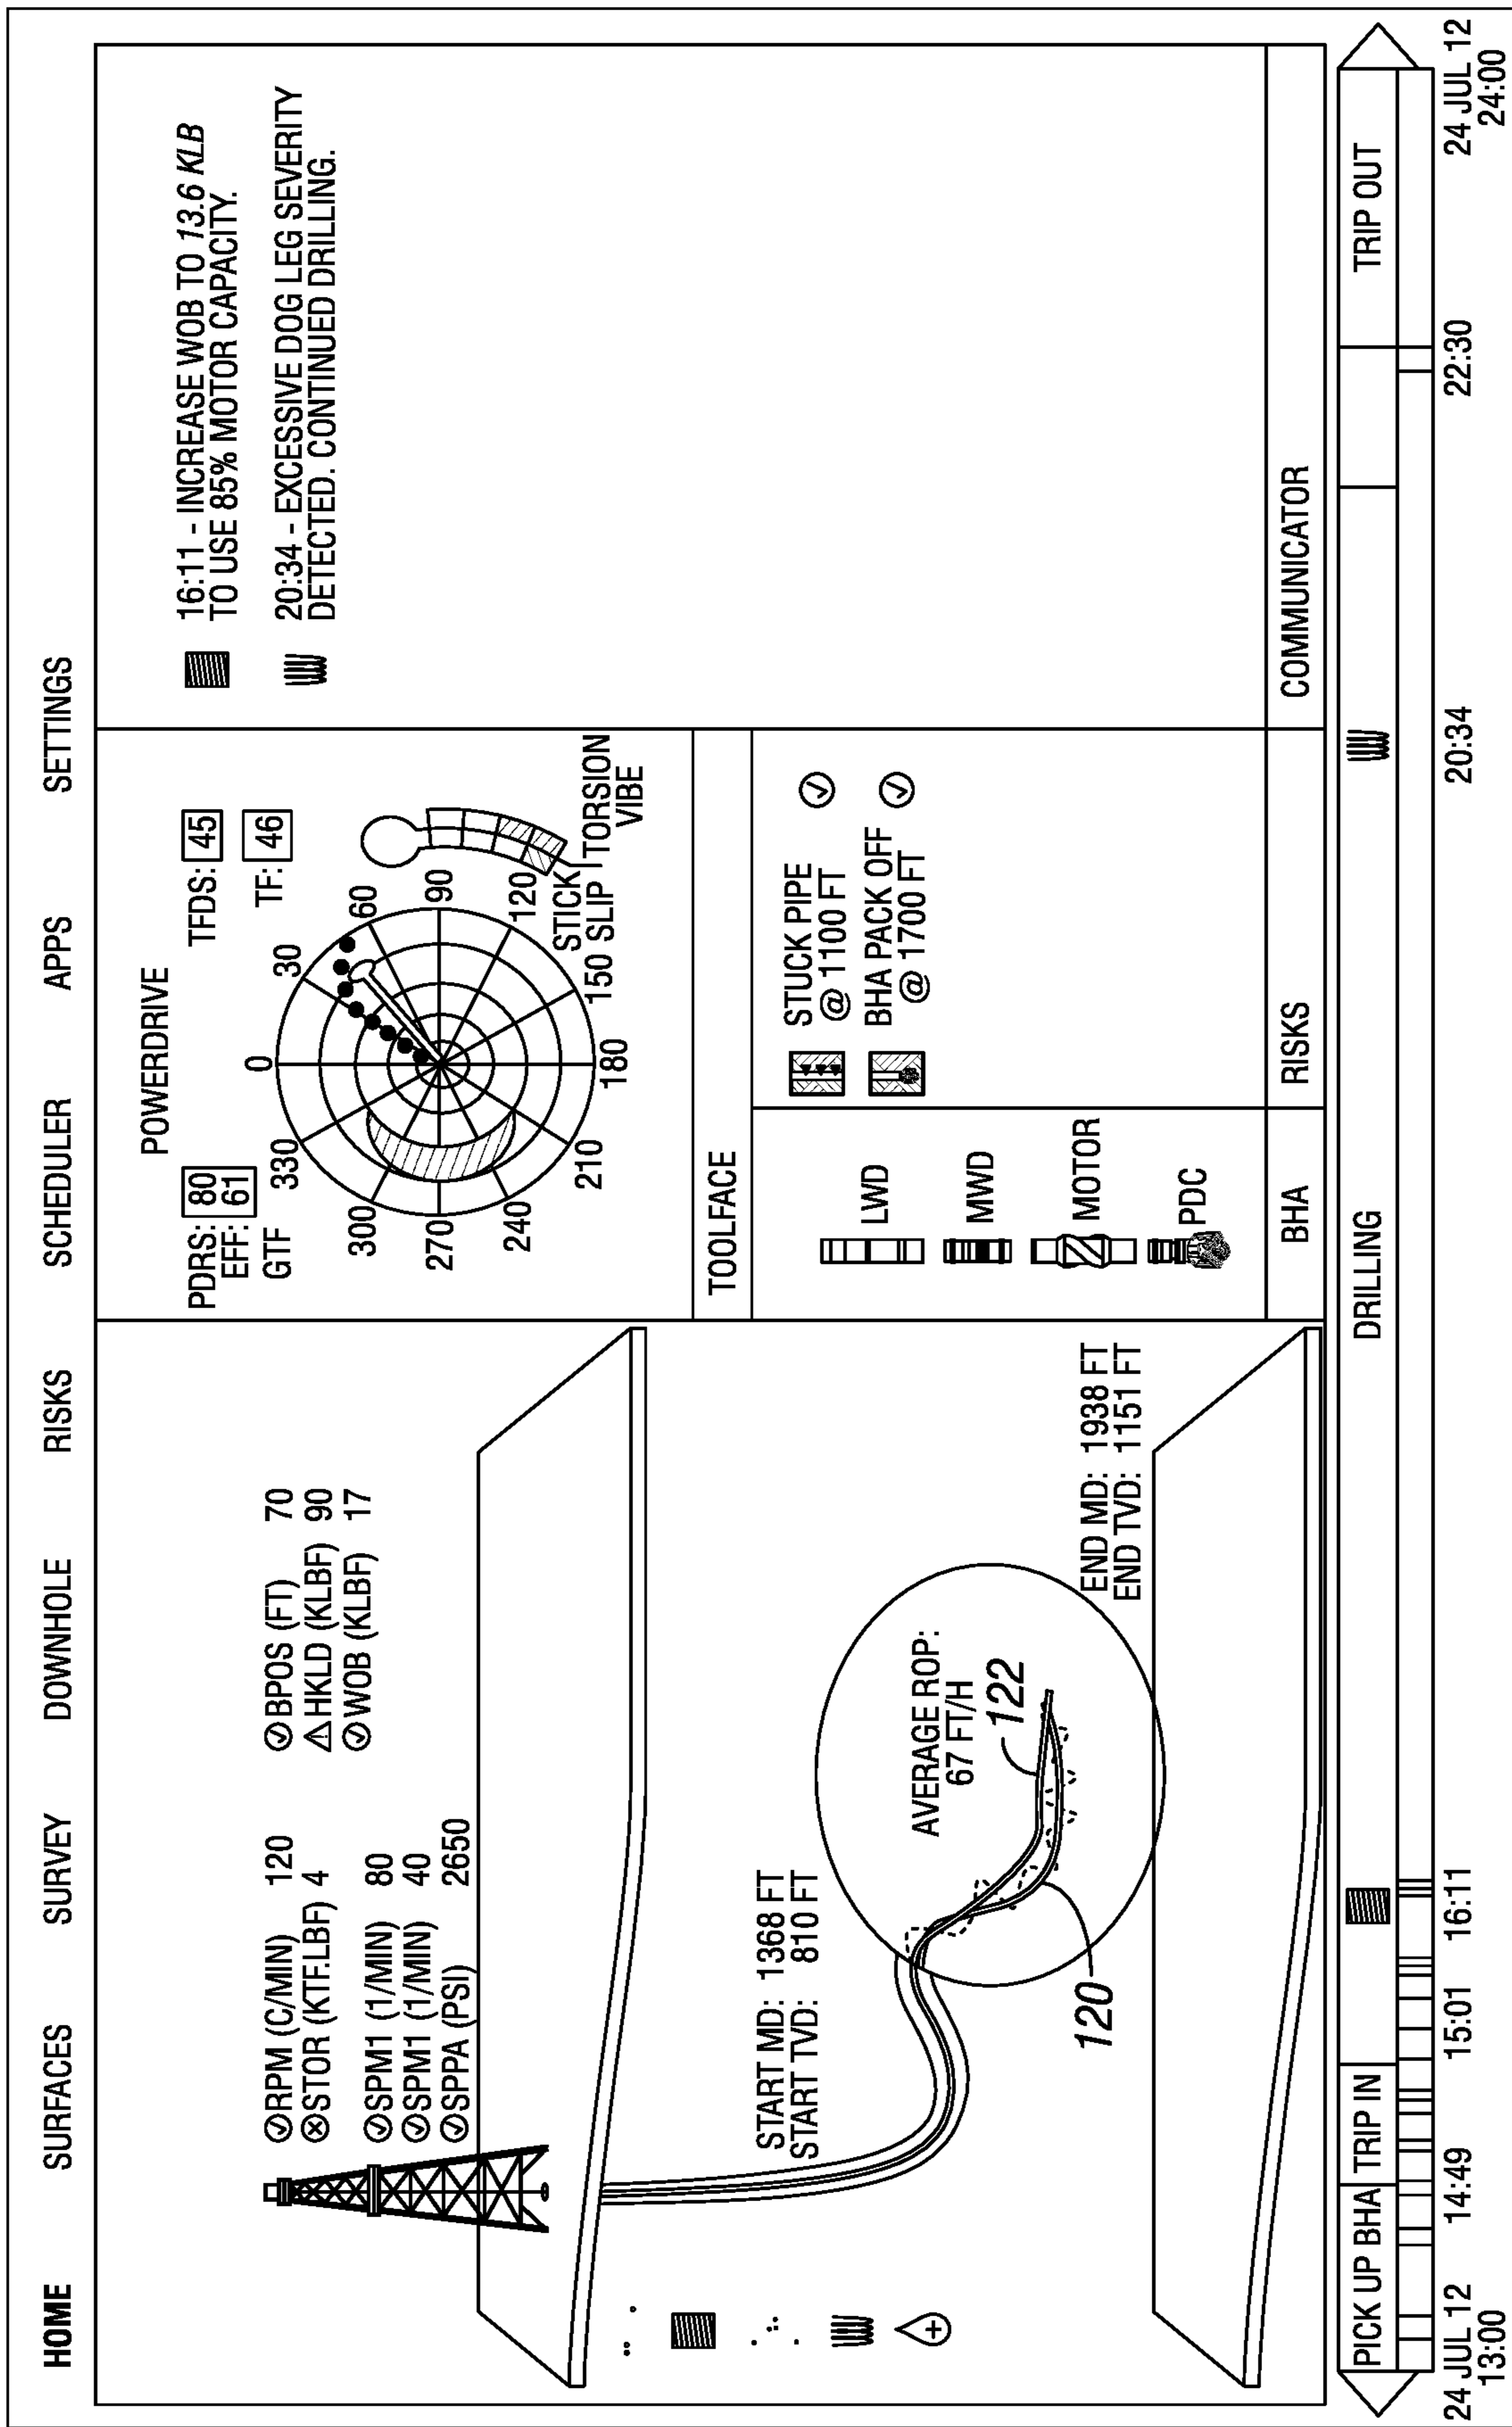 HOME SURFACES SURVEY DOWNHOLE RISKS SCHEDULER APPS SETTINGS
RPM (C/MIN) 120
STOR (KTF.LBF) 4
SPM1 (1/MIN) 80
SPM1 (1/MIN) 40
SPPA (PSI) 2650
BPOS (FT) 70
HKLD (KLBF) 90
WOB (KLBF) 17
START MD: 1368 FT
START TVD: 810 FT
AVERAGE ROP:
67 FT/H
122
120
END MD: 1938 FT
END TVD: 1151 FT
POWERDRIVE
PDRS: 80
EFF: 61
GTF
TFDS: 45
TF: 46
0
30
60
90
120
150
180
210
240
270
300
330
STICK
SLIP
TORSION
VIBE
TOOLFACE
LWD
MWD
MOTOR
PDC
BHA
STUCK PIPE
@ 1100 FT
BHA PACK OFF
@ 1700 FT
RISKS
16:11 - INCREASE WOB TO 13.6 KLB
TO USE 85% MOTOR CAPACITY.
20:34 - EXCESSIVE DOG LEG SEVERITY
DETECTED. CONTINUED DRILLING.
COMMUNICATOR
PICK UP BHA TRIP IN DRILLING TRIP OUT
24 JUL 12
13:00
14:49
15:01
16:11
20:34
22:30
24 JUL 12
24:00